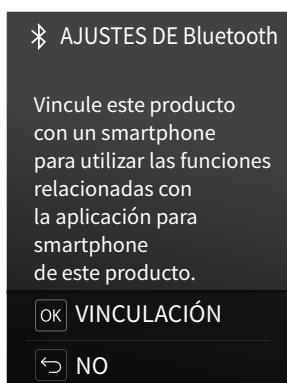 AJUSTES DE Bluetooth
Vincule este producto
con un smartphone
para utilizar las funciones
relacionadas con
la aplicación para
smartphone
de este producto.
OK VINCULACIÓN
NO